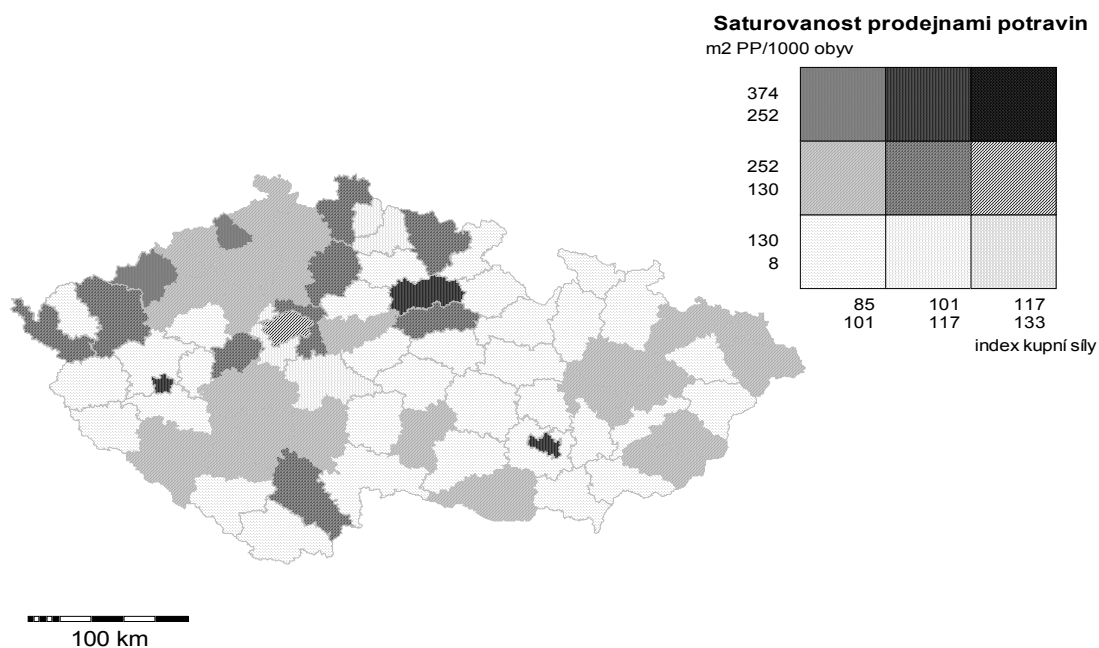 Saturovanost prodejnami potravin
m2 PP/1000 obyv
374
252
252
130
130
8
85 101 117
101 117 133
index kupní síly
100 km